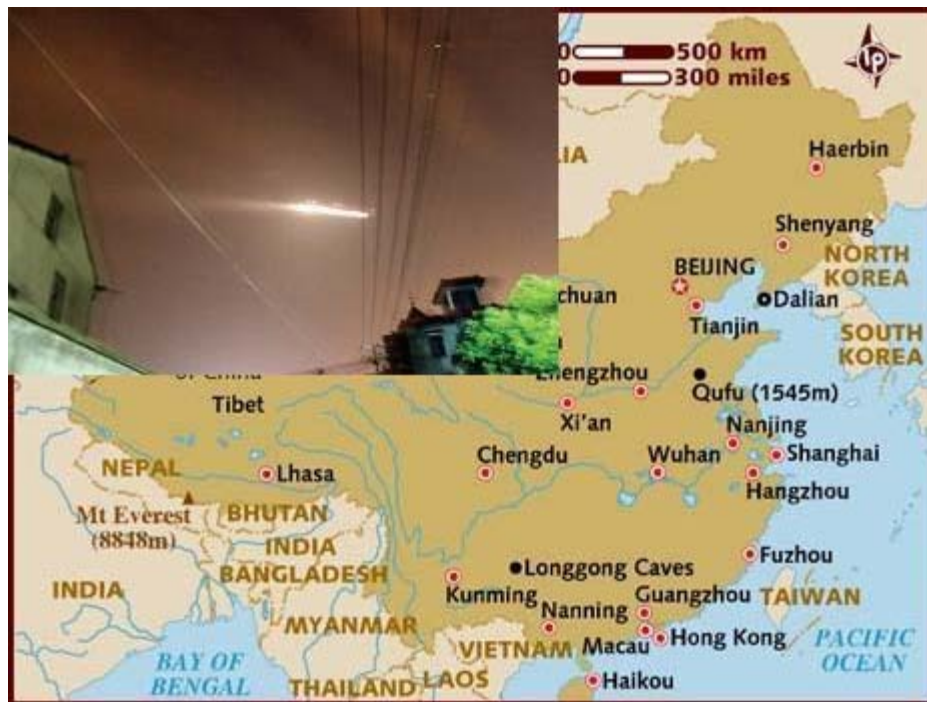 500 km
300 miles
lp
Haerbin
Shenyang
NORTH
KOREA
BEIJING
Dalian
Tianjin
SOUTH
KOREA
Qufu (1545m)
Tibet
Xi'an
Nanjing
Lhasa
Chengdu
Wuhan
Shanghai
Hangzhou
NEPAL
Mt Everest
(8848m)
BHUTAN
INDIA
BANGLADESH
INDIA
Longgong Caves
Fuzhou
Kunming
Guangzhou
TAIWAN
Nanning
MYANMAR
Macau
Hong Kong
VIETNAM
PACIFIC
OCEAN
BAY OF
BENGAL
LAOS
THAILAND
Haikou